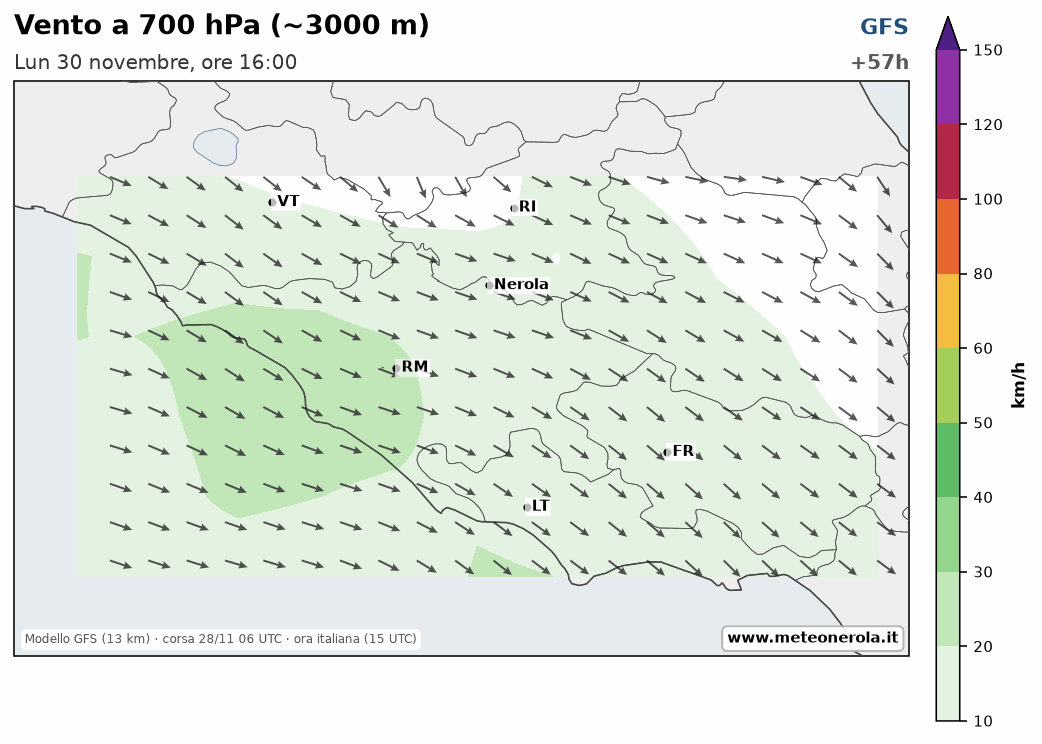 Vento a 700 hPa (~3000 m)
GFS
Lun 30 novembre, ore 16:00
+57h
VT
RI
Nerola
RM
FR
LT
Modello GFS (13 km) · corsa 28/11 06 UTC · ora italiana (15 UTC)
www.meteonerola.it
150
120
100
80
60
50
40
30
20
10
km/h